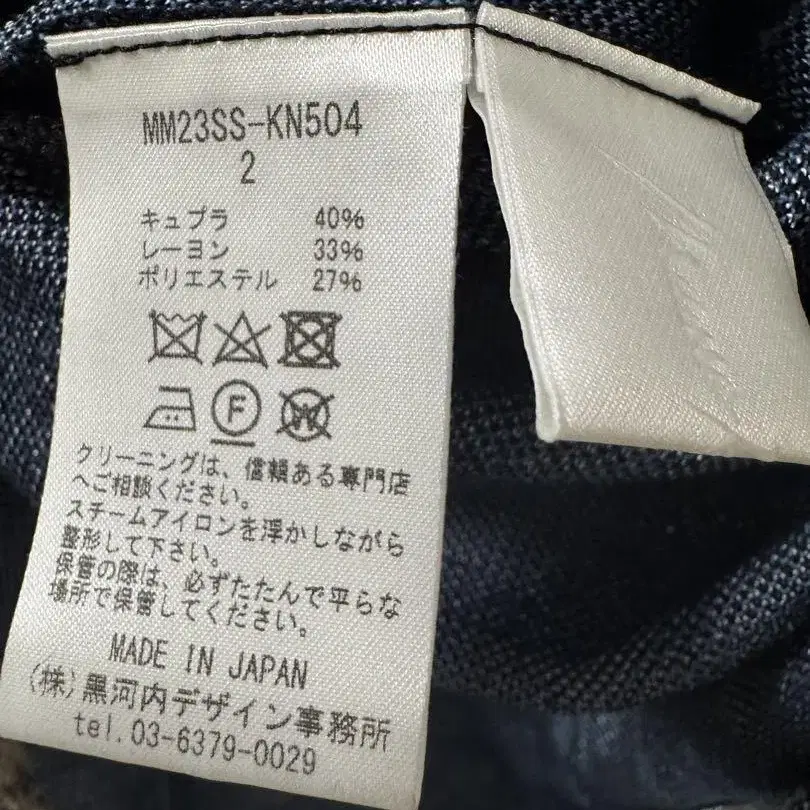 MM23SS-KN504
2
キュプラ 40%
レーヨン 33%
ポリエステル 27%
F
W
クリーニングは、信頼ある専門店
へご相談ください。
スチームアイロンを浮かしながら
整形して下さい。
保管の際は、必ずたたんで平らな
場所で保管してください。
MADE IN JAPAN
(株)黒河内デザイン事務所
tel.03-6379-0029